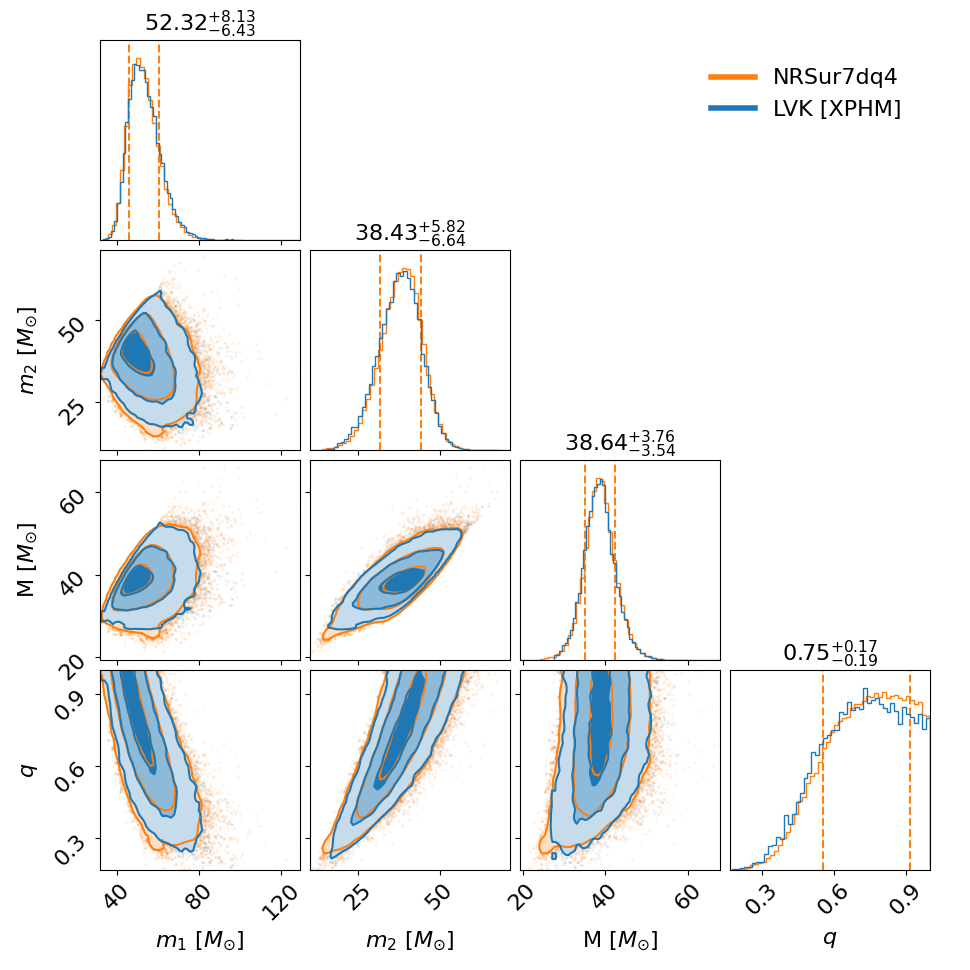 52.32+8.13−6.43
NRSur7dq4
LVK [XPHM]
38.43+5.82−6.64
m2 [M⊙]
50
25
38.64+3.76−3.54
M [M⊙]
60
40
20
0.75+0.17−0.19
q
0.9
0.6
0.3
40 80 120
25 50
20 40 60
0.3 0.6 0.9
m1 [M⊙]
m2 [M⊙]
M [M⊙]
q